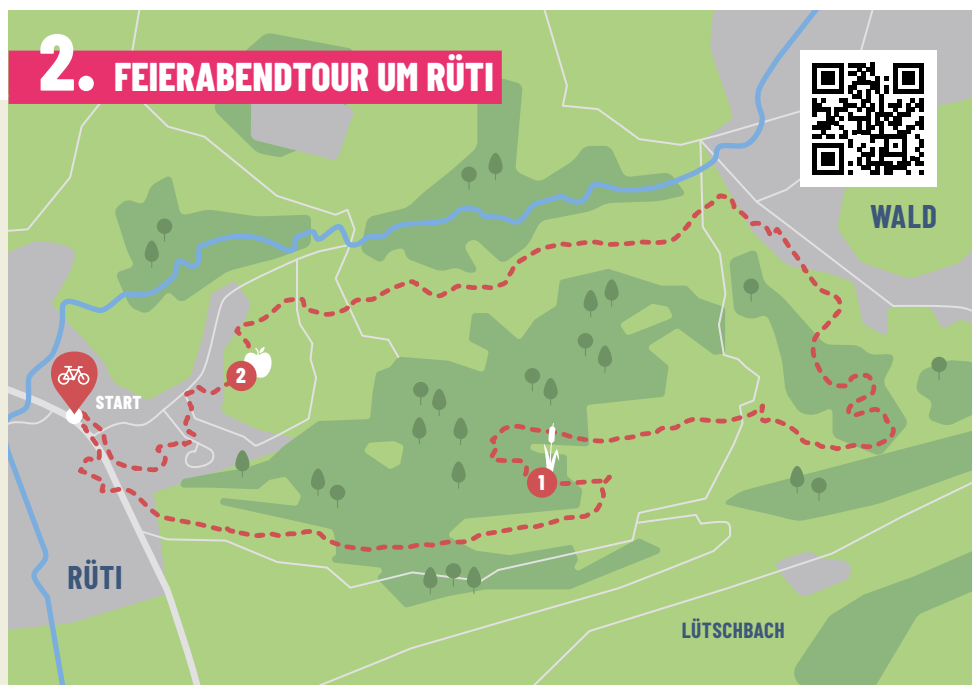 2. FEIERABENDTOUR UM RÜTI
WALD
2
START
1
RÜTI
LÜTSCHBACH